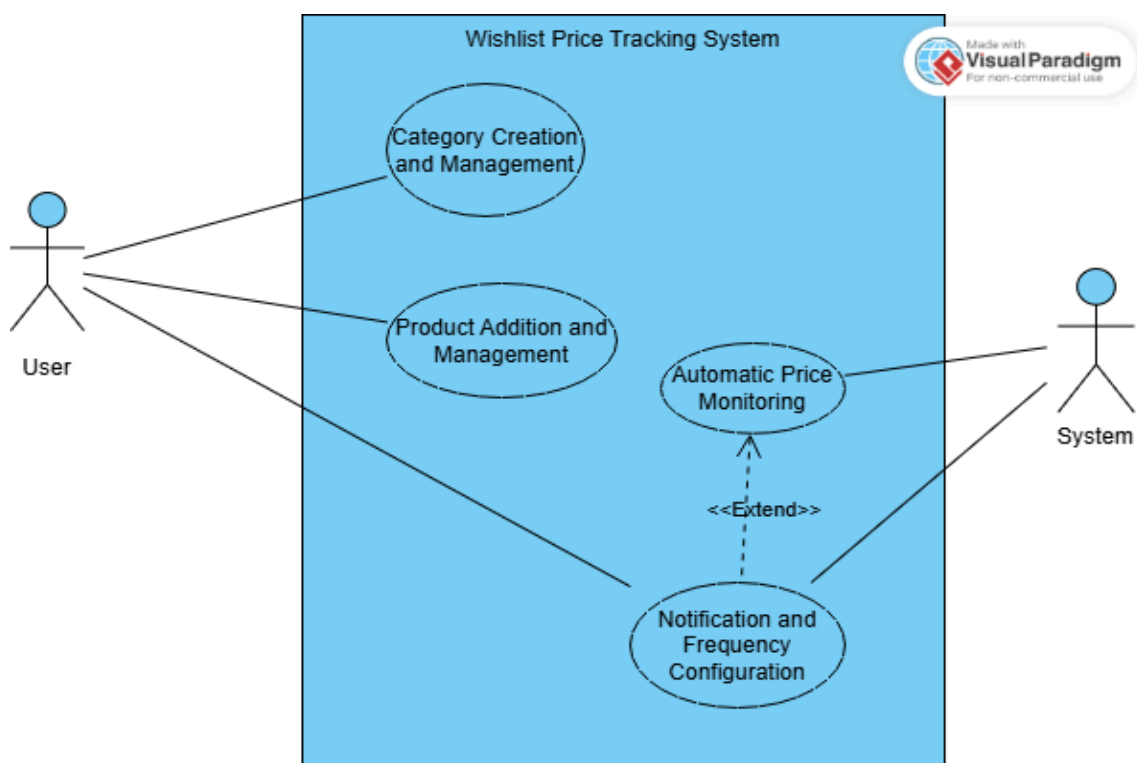 Wishlist Price Tracking System
Made with
Visual Paradigm
For non-commercial use
Category Creation
and Management
User
Product Addition and
Management
Automatic Price
Monitoring
System
<<Extend>>
Notification and
Frequency
Configuration